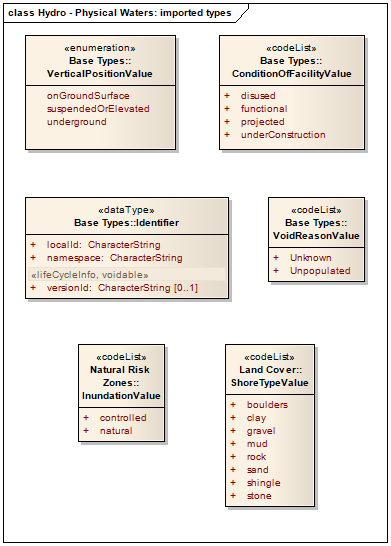 class Hydro - Physical Waters: imported types
«enumeration»
Base Types::
VerticalPositionValue
onGroundSurface
suspendedOrElevated
underground
«codeList»
Base Types::
ConditionOfFacilityValue
+ disused
+ functional
+ projected
+ underConstruction
«dataType»
Base Types::Identifier
+ localId: CharacterString
+ namespace: CharacterString
«lifeCycleInfo, voidable»
+ versionId: CharacterString [0..1]
«codeList»
Base Types::
VoidReasonValue
+ Unknown
+ Unpopulated
«codeList»
Natural Risk
Zones::
InundationValue
+ controlled
+ natural
«codeList»
Land Cover::
ShoreTypeValue
+ boulders
+ clay
+ gravel
+ mud
+ rock
+ sand
+ shingle
+ stone